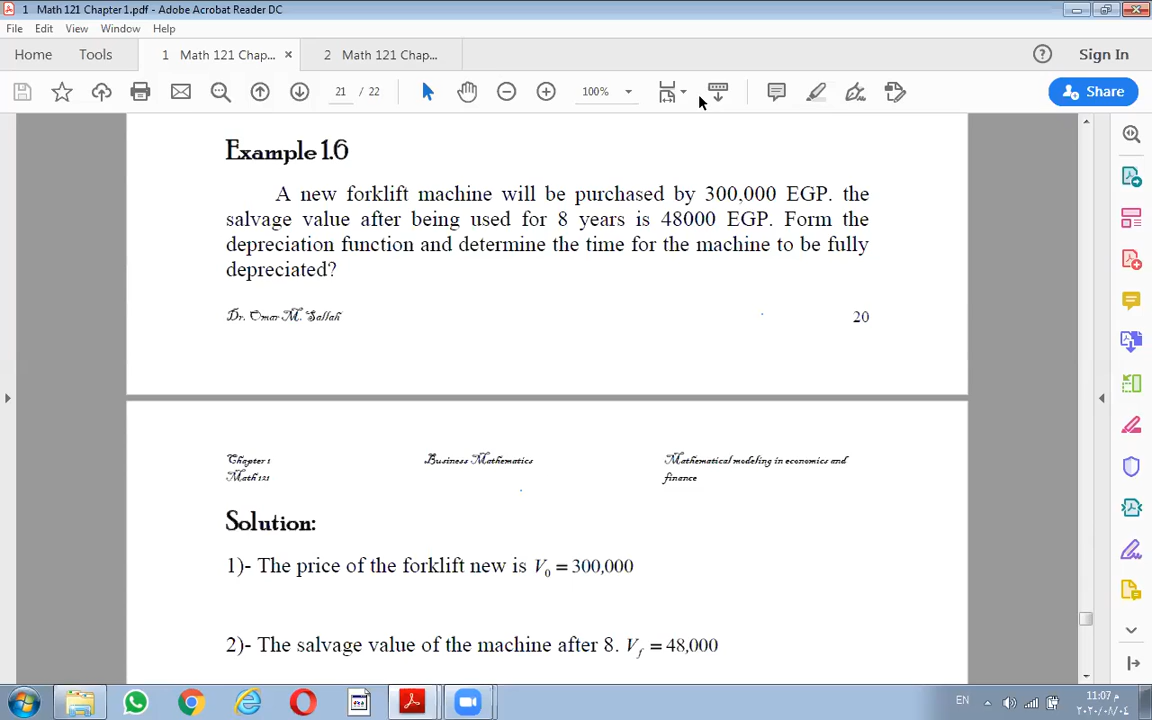 1 Math 121 Chapter 1.pdf - Adobe Acrobat Reader DC
File Edit View Window Help
Home Tools 1 Math 121 Chap... × 2 Math 121 Chap... Sign In
21 / 22 100% Share
Example 1.6
A new forklift machine will be purchased by 300,000 EGP. the
salvage value after being used for 8 years is 48000 EGP. Form the
depreciation function and determine the time for the machine to be fully
depreciated?
Dr. Omar M. Sallah 20
Chapter 1 Business Mathematics Mathematical modeling in economics and
Math 121 finance
Solution:
1)- The price of the forklift new is V₀ = 300,000
2)- The salvage value of the machine after 8. V_f = 48,000
EN م 11:07
٢٠٢٠/٠٨/٠٤